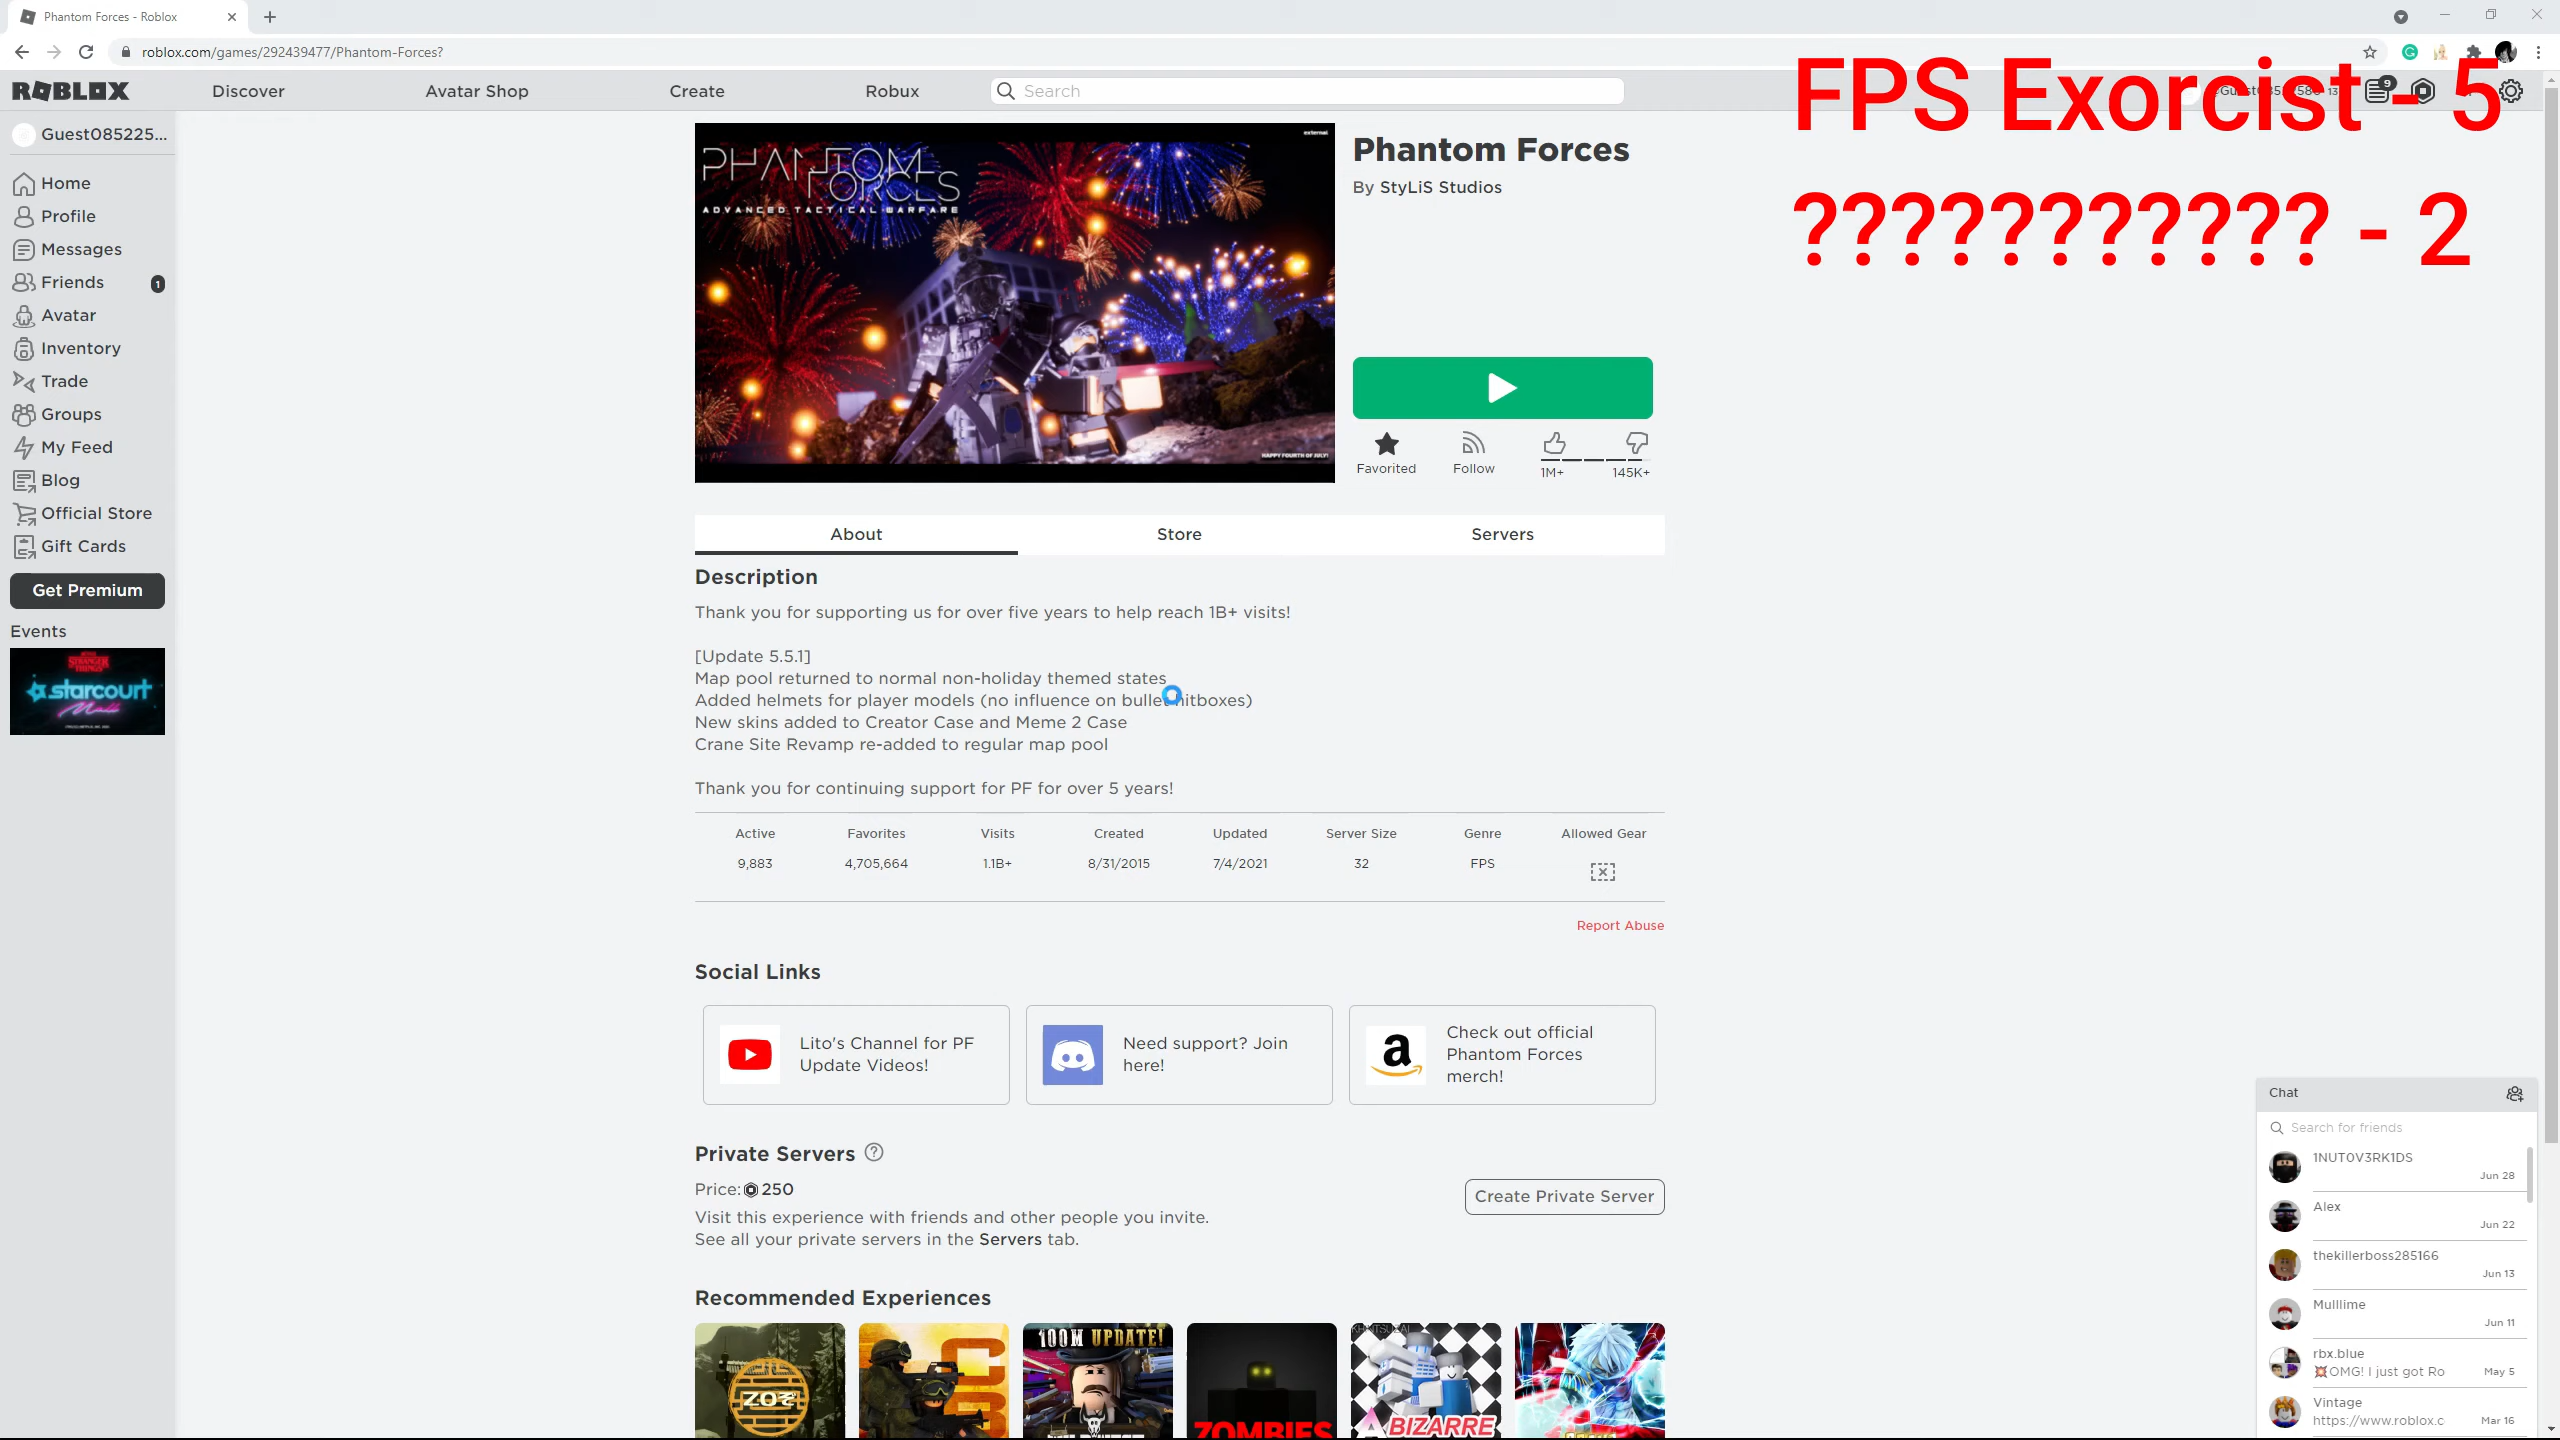 Phantom Forces - Roblox
roblox.com/games/292439477/Phantom-Forces?
ROBLOX
Discover
Avatar Shop
Create
Robux
Search
9
FPS Exorcist - 5
??????????? - 2
Guest085225...
Home
Profile
Messages
Friends
1
Avatar
Inventory
Trade
Groups
My Feed
Blog
Official Store
Gift Cards
Get Premium
Events
STRANGER THINGS
starcourt
Mall
external
PHANTOM
FORCES
ADVANCED TACTICAL WARFARE
HAPPY FOURTH OF JULY!
Phantom Forces
By StyLiS Studios
Favorited
Follow
1M+
145K+
About
Store
Servers
Description
Thank you for supporting us for over five years to help reach 1B+ visits!
[Update 5.5.1]
Map pool returned to normal non-holiday themed states
Added helmets for player models (no influence on bullet hitboxes)
New skins added to Creator Case and Meme 2 Case
Crane Site Revamp re-added to regular map pool
Thank you for continuing support for PF for over 5 years!
Active Favorites Visits Created Updated Server Size Genre Allowed Gear
9,883 4,705,664 1.1B+ 8/31/2015 7/4/2021 32 FPS
Report Abuse
Social Links
Lito's Channel for PF
Update Videos!
Need support? Join
here!
a
Check out official
Phantom Forces
merch!
Private Servers ?
Price: 250
Create Private Server
Visit this experience with friends and other people you invite.
See all your private servers in the Servers tab.
Recommended Experiences
100M UPDATE!
ZOMBIES
A BIZARRE
Chat
Search for friends
1NUT0V3RK1DS
Jun 28
Alex
Jun 22
thekillerboss285166
Jun 13
Mulllime
Jun 11
rbx.blue
💥OMG! I just got Ro
May 5
Vintage
https://www.roblox.c
Mar 16